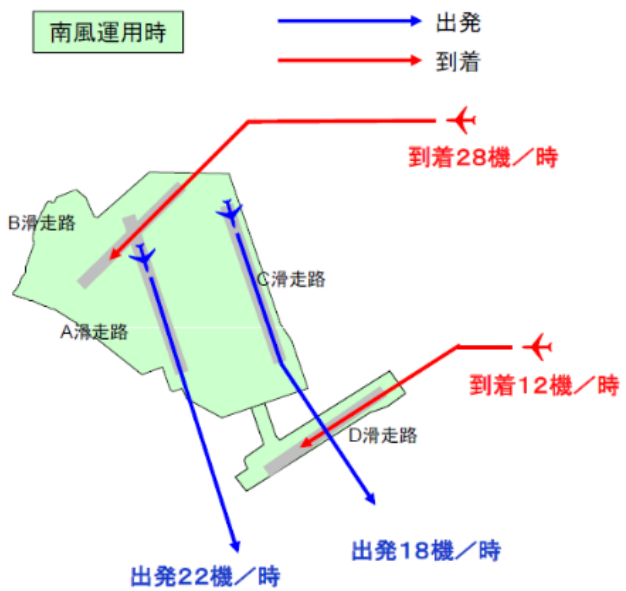 南風運用時
出発
到着
到着28機／時
B滑走路
C滑走路
A滑走路
到着12機／時
D滑走路
出発18機／時
出発22機／時